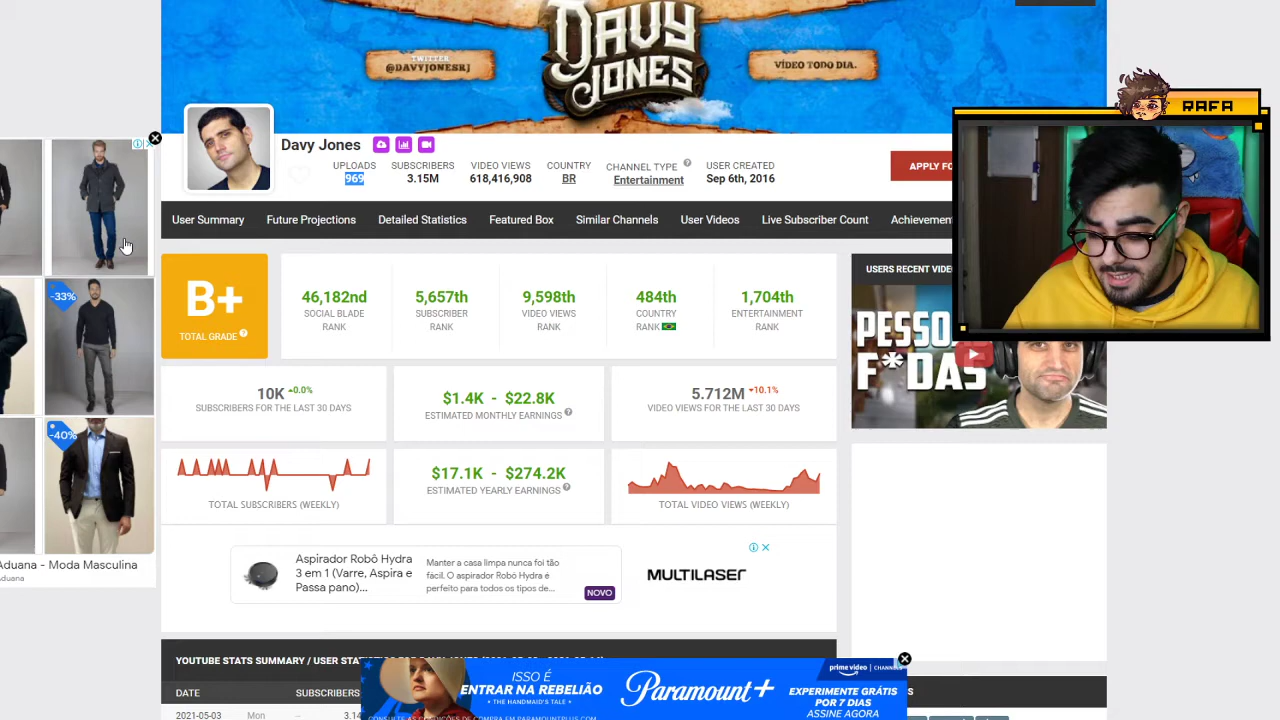 DAVY
JONES
TWITTER
@DAVYJONESRJ
VÍDEO TODO DIA.
RAFA
Davy Jones
UPLOADS
969
SUBSCRIBERS
3.15M
VIDEO VIEWS
618,416,908
COUNTRY
BR
CHANNEL TYPE
Entertainment
USER CREATED
Sep 6th, 2016
APPLY FO
User Summary
Future Projections
Detailed Statistics
Featured Box
Similar Channels
User Videos
Live Subscriber Count
Achievemen
B+
TOTAL GRADE
46,182nd
SOCIAL BLADE
RANK
5,657th
SUBSCRIBER
RANK
9,598th
VIDEO VIEWS
RANK
484th
COUNTRY
RANK
1,704th
ENTERTAINMENT
RANK
USERS RECENT VIDE
PESSO
F*DAS
10K +0.0%
SUBSCRIBERS FOR THE LAST 30 DAYS
$1.4K - $22.8K
ESTIMATED MONTHLY EARNINGS
5.712M 10.1%
VIDEO VIEWS FOR THE LAST 30 DAYS
TOTAL SUBSCRIBERS (WEEKLY)
$17.1K - $274.2K
ESTIMATED YEARLY EARNINGS
TOTAL VIDEO VIEWS (WEEKLY)
-33%
-40%
Aduana - Moda Masculina
Aduana
Aspirador Robô Hydra
3 em 1 (Varre, Aspira e
Passa pano)...
Manter a casa limpa nunca foi tão
fácil. O aspirador Robô Hydra é
perfeito para todos os tipos de...
NOVO
MULTILASER
YOUTUBE STATS SUMMARY / USER STATIS
DATE
SUBSCRIBERS
2021-05-03 Mon
3.14
ISSO É
ENTRAR NA REBELIÃO
• THE HANDMAID'S TALE •
Paramount+
prime video | CHANNELS
EXPERIMENTE GRÁTIS
POR 7 DIAS
ASSINE AGORA